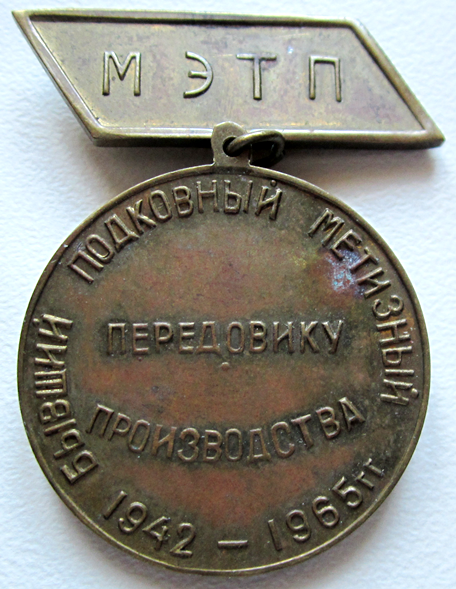 МЭТП
БЫВШИЙ ПОДКОВНЫЙ МЕТИЗНЫЙ
ПЕРЕДОВИКУ
ПРОИЗВОДСТВА
1942 – 1965гг